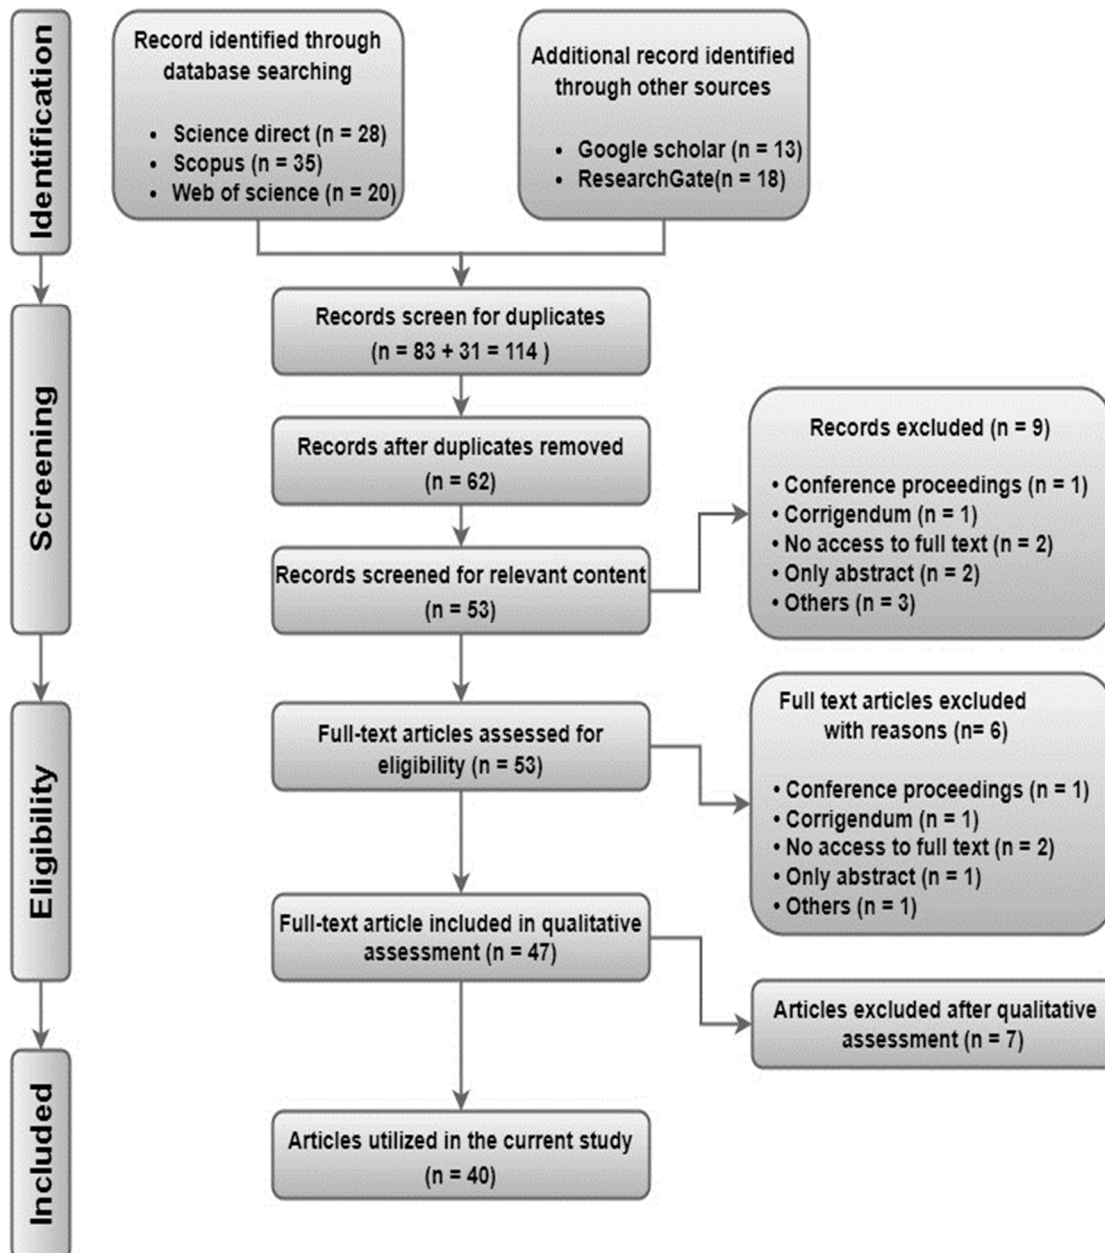 Identification
Record identified through
database searching
• Science direct (n = 28)
• Scopus (n = 35)
• Web of science (n = 20)
Additional record identified
through other sources
• Google scholar (n = 13)
• ResearchGate(n = 18)
Screening
Records screen for duplicates
(n = 83 + 31 = 114 )
Records after duplicates removed
(n = 62)
Records screened for relevant content
(n = 53)
Records excluded (n = 9)
• Conference proceedings (n = 1)
• Corrigendum (n = 1)
• No access to full text (n = 2)
• Only abstract (n = 2)
• Others (n = 3)
Eligibility
Full-text articles assessed for
eligibility (n = 53)
Full text articles excluded
with reasons (n= 6)
• Conference proceedings (n = 1)
• Corrigendum (n = 1)
• No access to full text (n = 2)
• Only abstract (n = 1)
• Others (n = 1)
Full-text article included in qualitative
assessment (n = 47)
Articles excluded after qualitative
assessment (n = 7)
Included
Articles utilized in the current study
(n = 40)